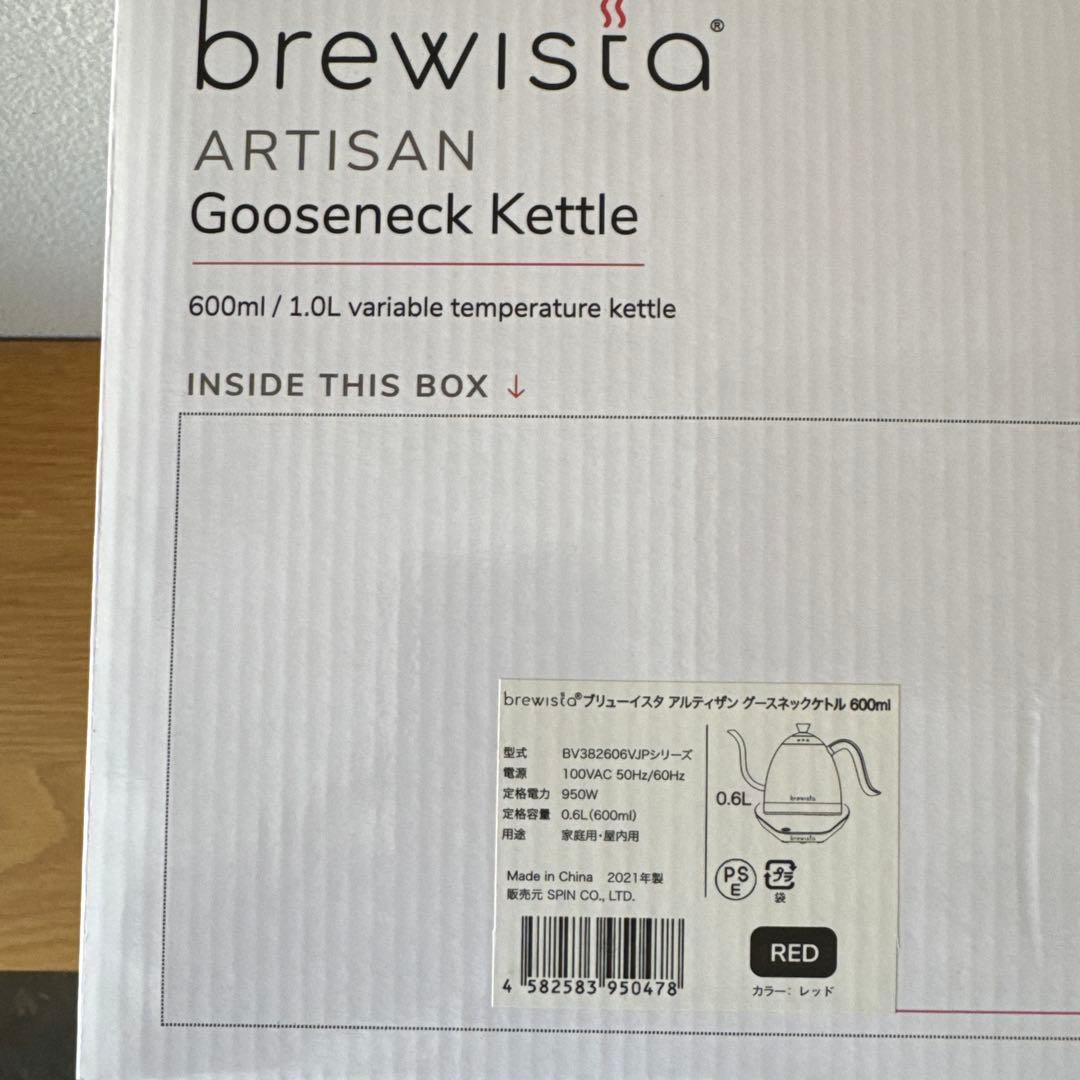 brewista®
ARTISAN
Gooseneck Kettle
600ml / 1.0L variable temperature kettle
INSIDE THIS BOX ↓
brewista®ブリューイスタ アルティザン グースネックケトル 600ml
型式 BV382606VJPシリーズ
電源 100VAC 50Hz/60Hz
定格電力 950W
定格容量 0.6L(600ml)
用途 家庭用・屋内用
Made in China 2021年製
販売元 SPIN CO., LTD.
4 582583 950478
0.6L
brewista
brewista
PS
E
プラ
袋
RED
カラー: レッド